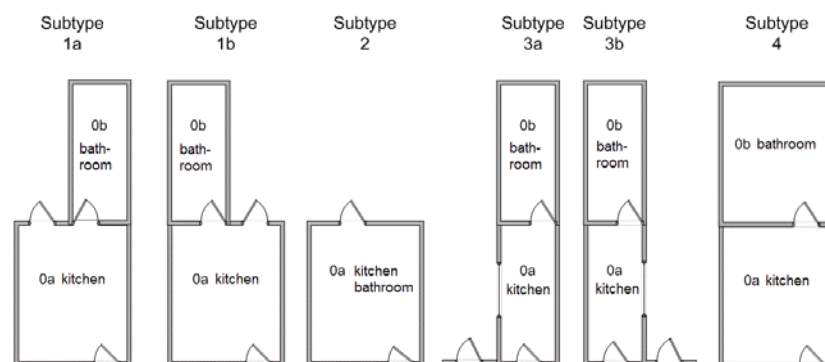 Subtype
1a
Subtype
1b
Subtype
2
Subtype
3a
Subtype
3b
Subtype
4
0b
bath-
room
0b
bath-
room
0b
bath-
room
0b
bath-
room
0b bathroom
0a kitchen
0a kitchen
0a kitchen
bathroom
0a
kitchen
0a
kitchen
0a kitchen